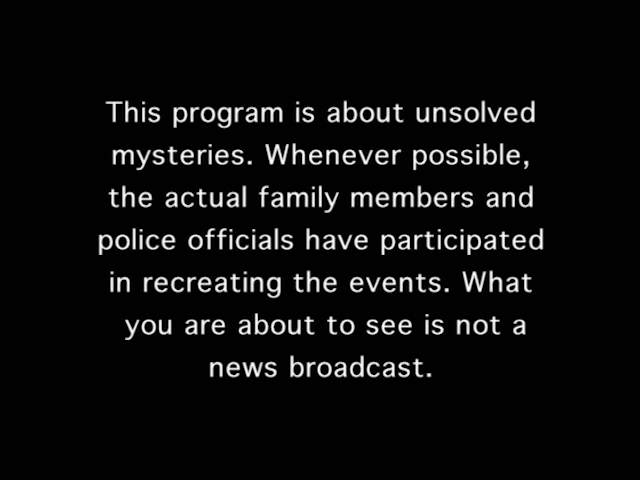 This program is about unsolved
mysteries. Whenever possible,
the actual family members and
police officials have participated
in recreating the events. What
you are about to see is not a
news broadcast.